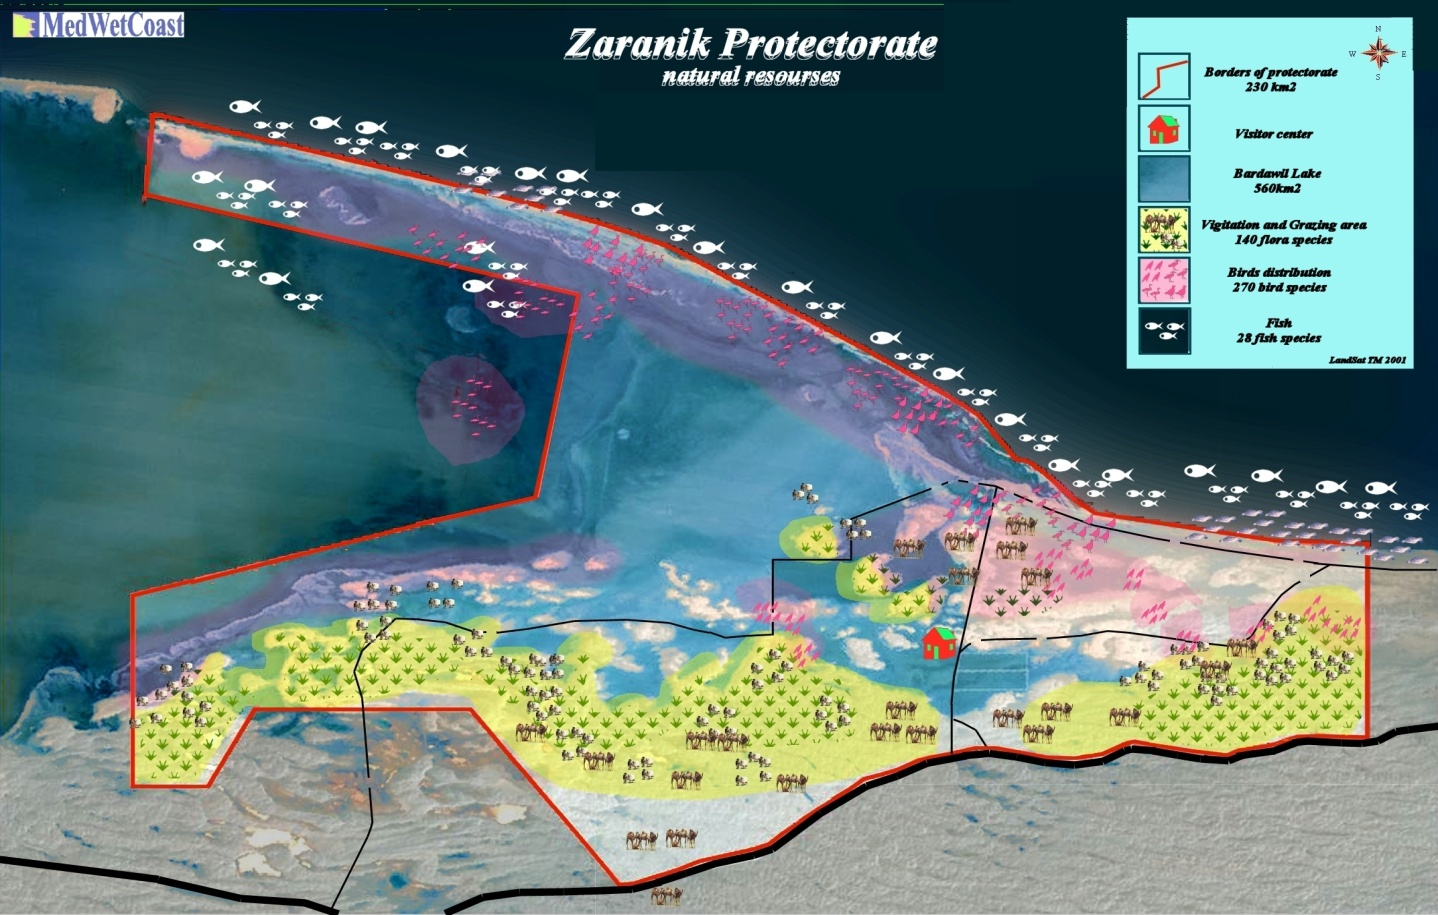 MedWetCoast
Zaranik Protectorate
natural resourses
N
W E
S
Borders of protectorate
230 km2
Visitor center
Bardawil Lake
560km2
Vigitation and Grazing area
140 flora species
Birds distribution
270 bird species
Fish
28 fish species
LandSat TM 2001